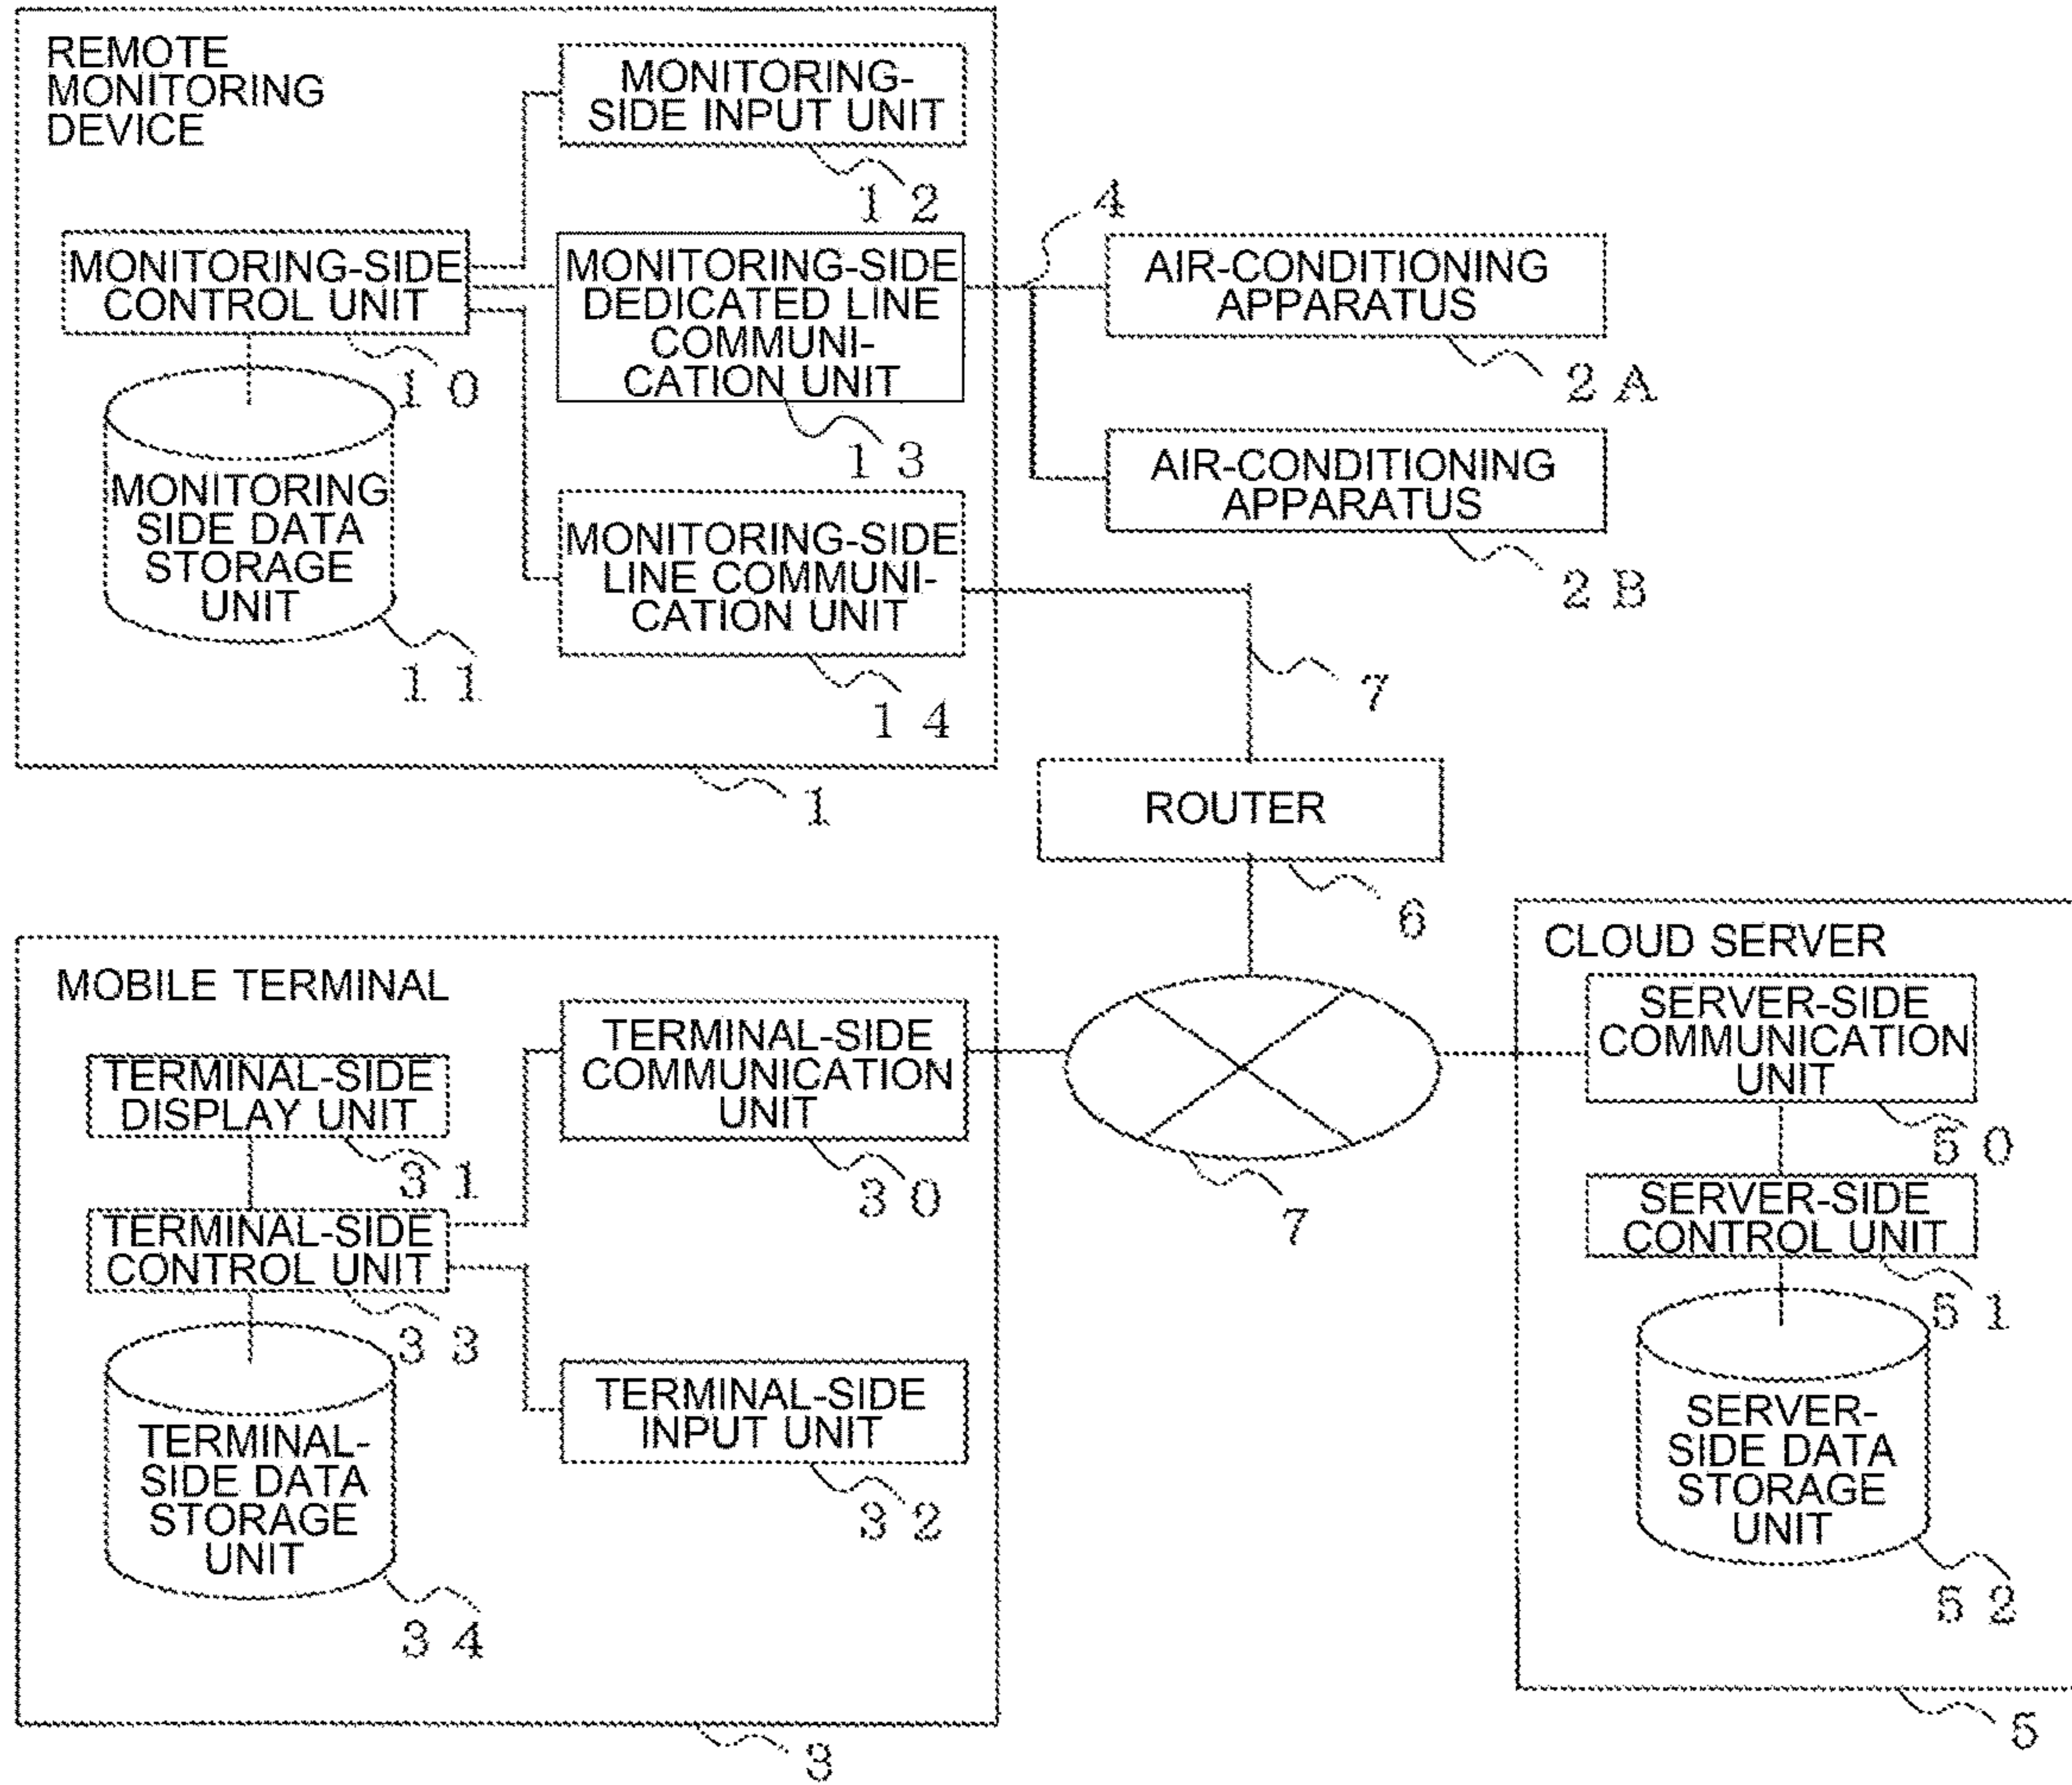 REMOTE
MONITORING
DEVICE
MONITORING-
SIDE INPUT UNIT
12
MONITORING-SIDE
CONTROL UNIT
10
MONITORING-SIDE
DEDICATED LINE
COMMUNI-
CATION UNIT
13
4
AIR-CONDITIONING
APPARATUS
2A
AIR-CONDITIONING
APPARATUS
2B
MONITORING
SIDE DATA
STORAGE
UNIT
11
MONITORING-SIDE
LINE COMMUNI-
CATION UNIT
14
7
1
ROUTER
6
MOBILE TERMINAL
TERMINAL-SIDE
DISPLAY UNIT
31
TERMINAL-SIDE
COMMUNICATION
UNIT
30
TERMINAL-SIDE
CONTROL UNIT
33
TERMINAL-SIDE
INPUT UNIT
32
TERMINAL-
SIDE DATA
STORAGE
UNIT
34
3
7
CLOUD SERVER
SERVER-SIDE
COMMUNICATION
UNIT
50
SERVER-SIDE
CONTROL UNIT
51
SERVER-
SIDE DATA
STORAGE
UNIT
52
5